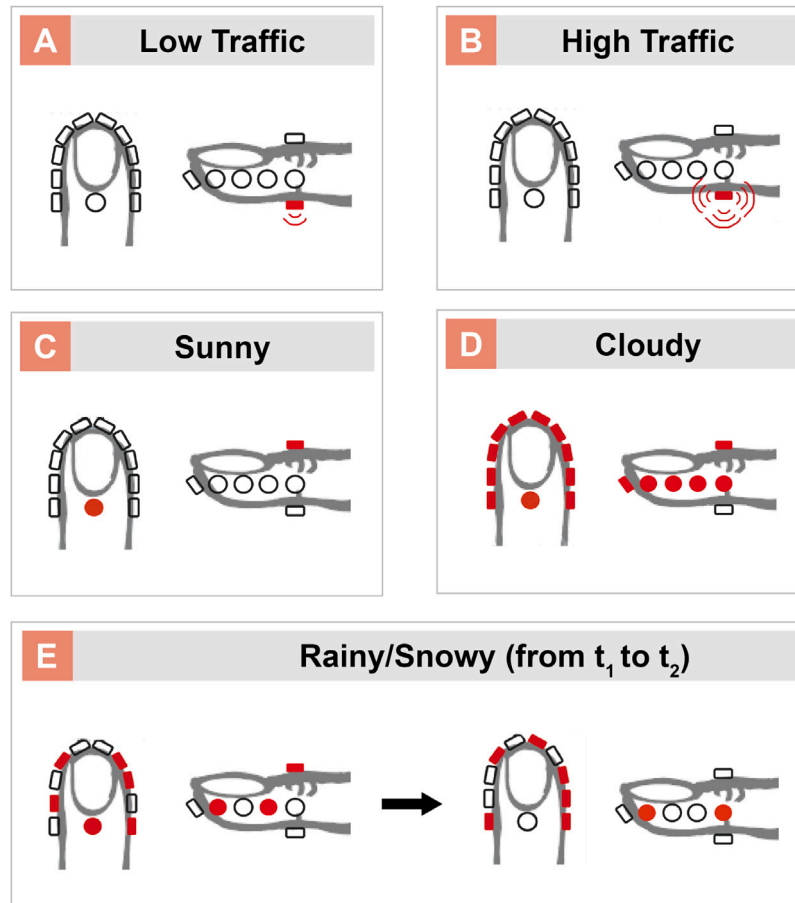 A Low Traffic
B High Traffic
C Sunny
D Cloudy
E Rainy/Snowy (from t₁ to t₂)